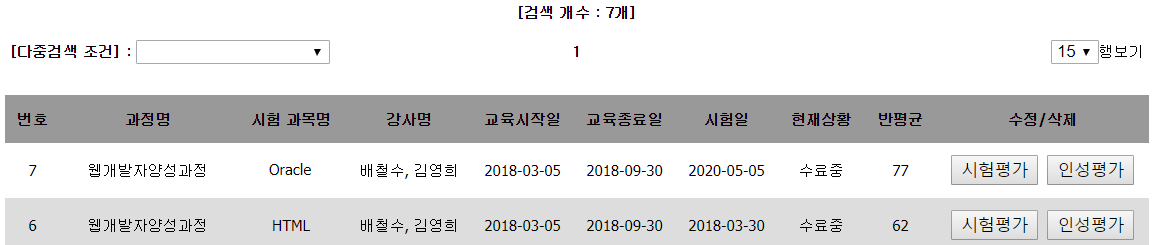 [검색 개수 : 7개]
[다중검색 조건] : 1 15 행보기
번호 과정명 시험 과목명 강사명 교육시작일 교육종료일 시험일 현재상황 반평균 수정/삭제
7 웹개발자양성과정 Oracle 배철수, 김영희 2018-03-05 2018-09-30 2020-05-05 수료중 77 시험평가 인성평가
6 웹개발자양성과정 HTML 배철수, 김영희 2018-03-05 2018-09-30 2018-03-30 수료중 62 시험평가 인성평가